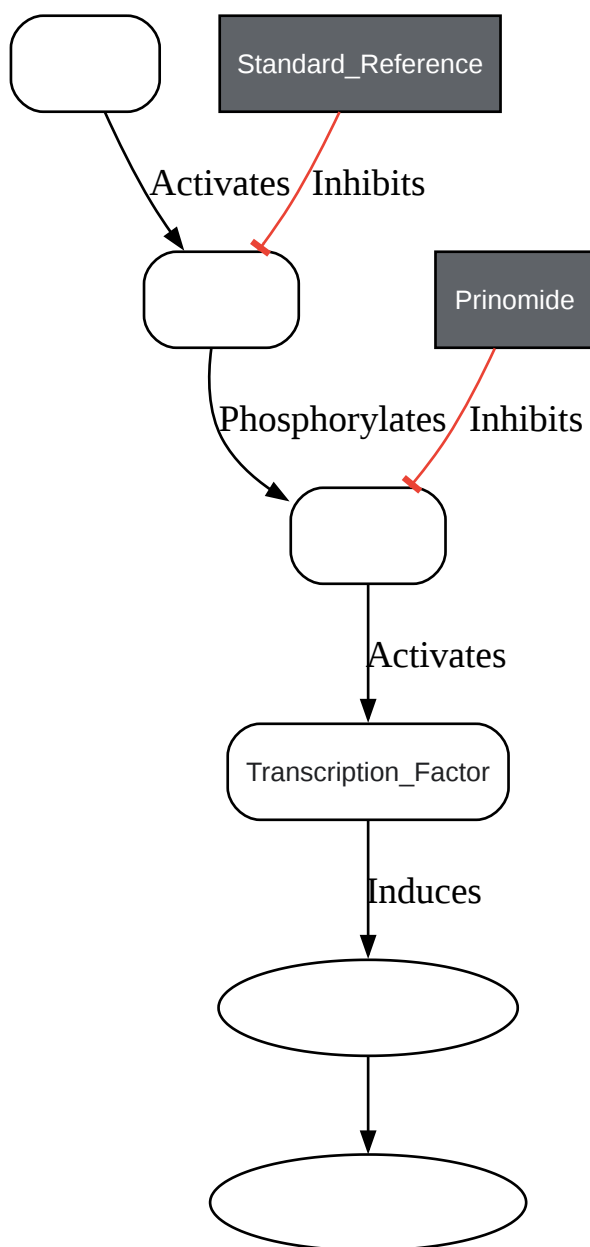 Standard_Reference
Activates
Inhibits
Prinomide
Phosphorylates
Inhibits
Activates
Transcription_Factor
Induces